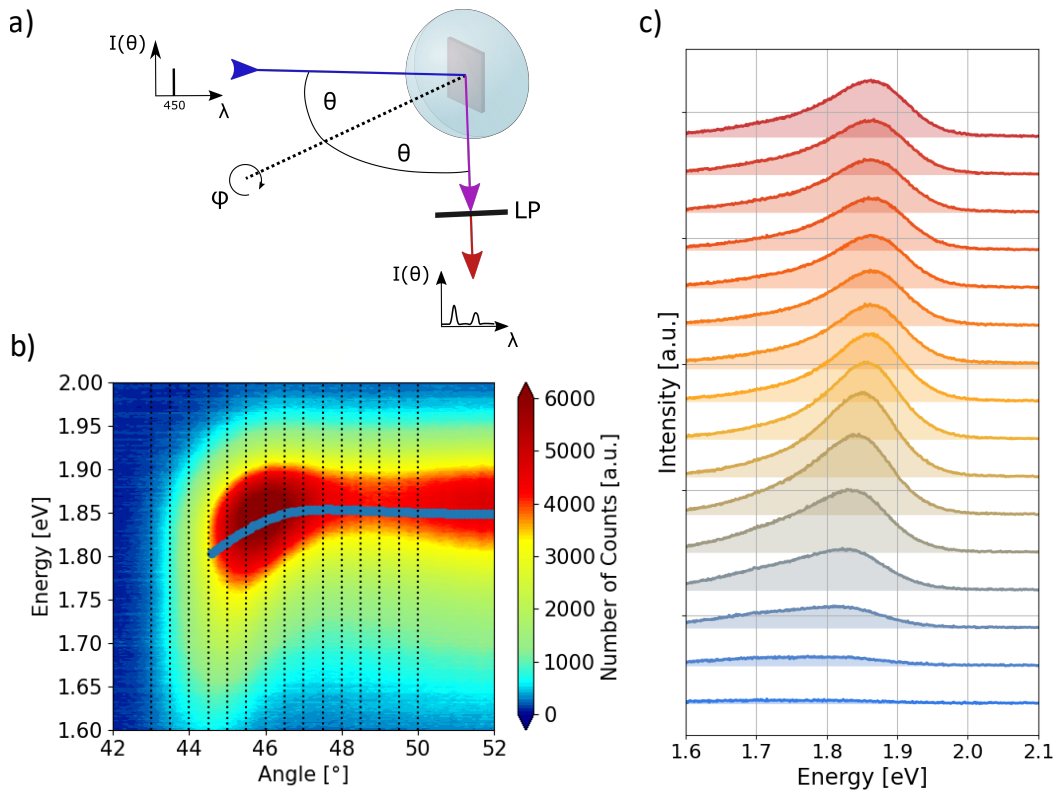 a)
I(θ)
450
λ
θ
θ
φ
LP
I(θ)
λ
b)
2.00
1.95
1.90
1.85
1.80
1.75
1.70
1.65
1.60
Energy [eV]
42
44
46
48
50
52
Angle [°]
6000
5000
4000
3000
2000
1000
0
Number of Counts [a.u.]
c)
Intensity [a.u.]
1.6
1.7
1.8
1.9
2.0
2.1
Energy [eV]